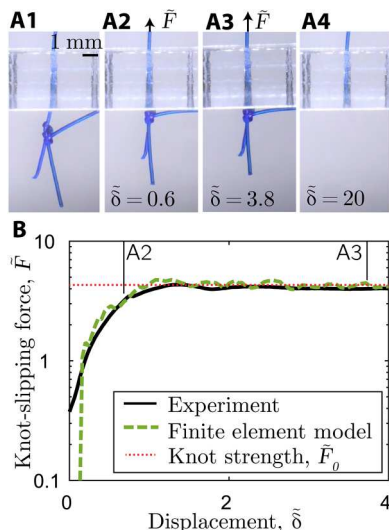 A1
A2
F̃
A3
F̃
A4
1 mm
δ̃ = 0.6
δ̃ = 3.8
δ̃ = 20
B
10
A2
A3
Knot-slipping force, F̃
1
Experiment
Finite element model
Knot strength, F̃₀
0.1
0
2
4
Displacement, δ̃